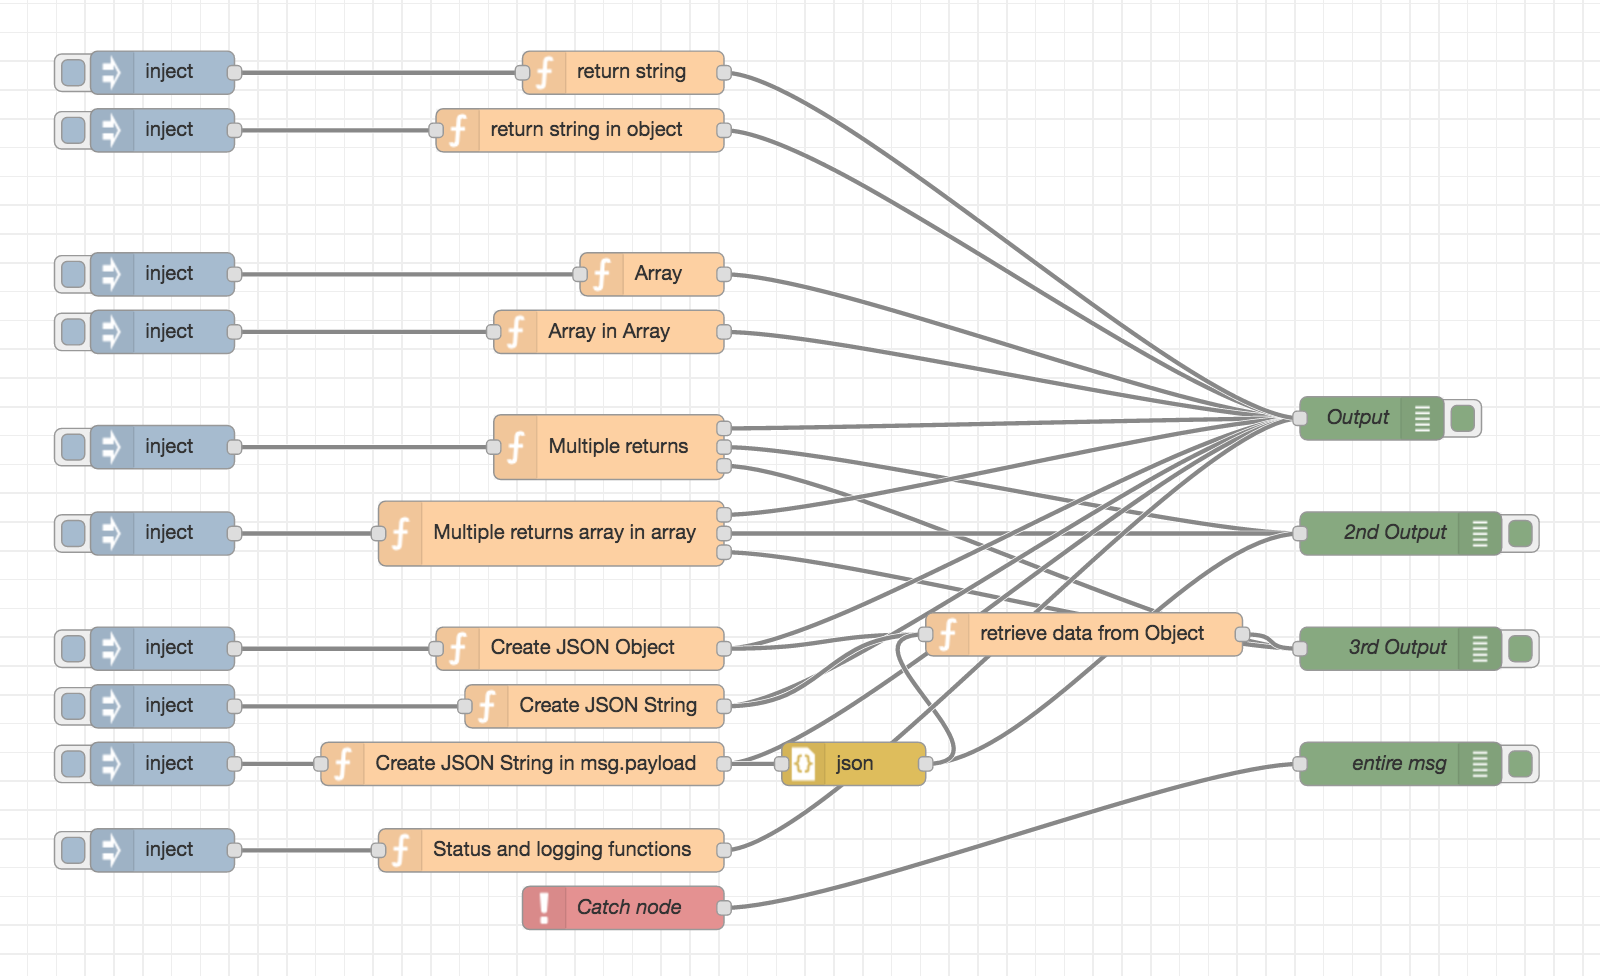 inject
return string
inject
return string in object
inject
Array
inject
Array in Array
Output
inject
Multiple returns
inject
Multiple returns array in array
2nd Output
inject
Create JSON Object
retrieve data from Object
3rd Output
inject
Create JSON String
inject
Create JSON String in msg.payload
{} json
entire msg
inject
Status and logging functions
! Catch node